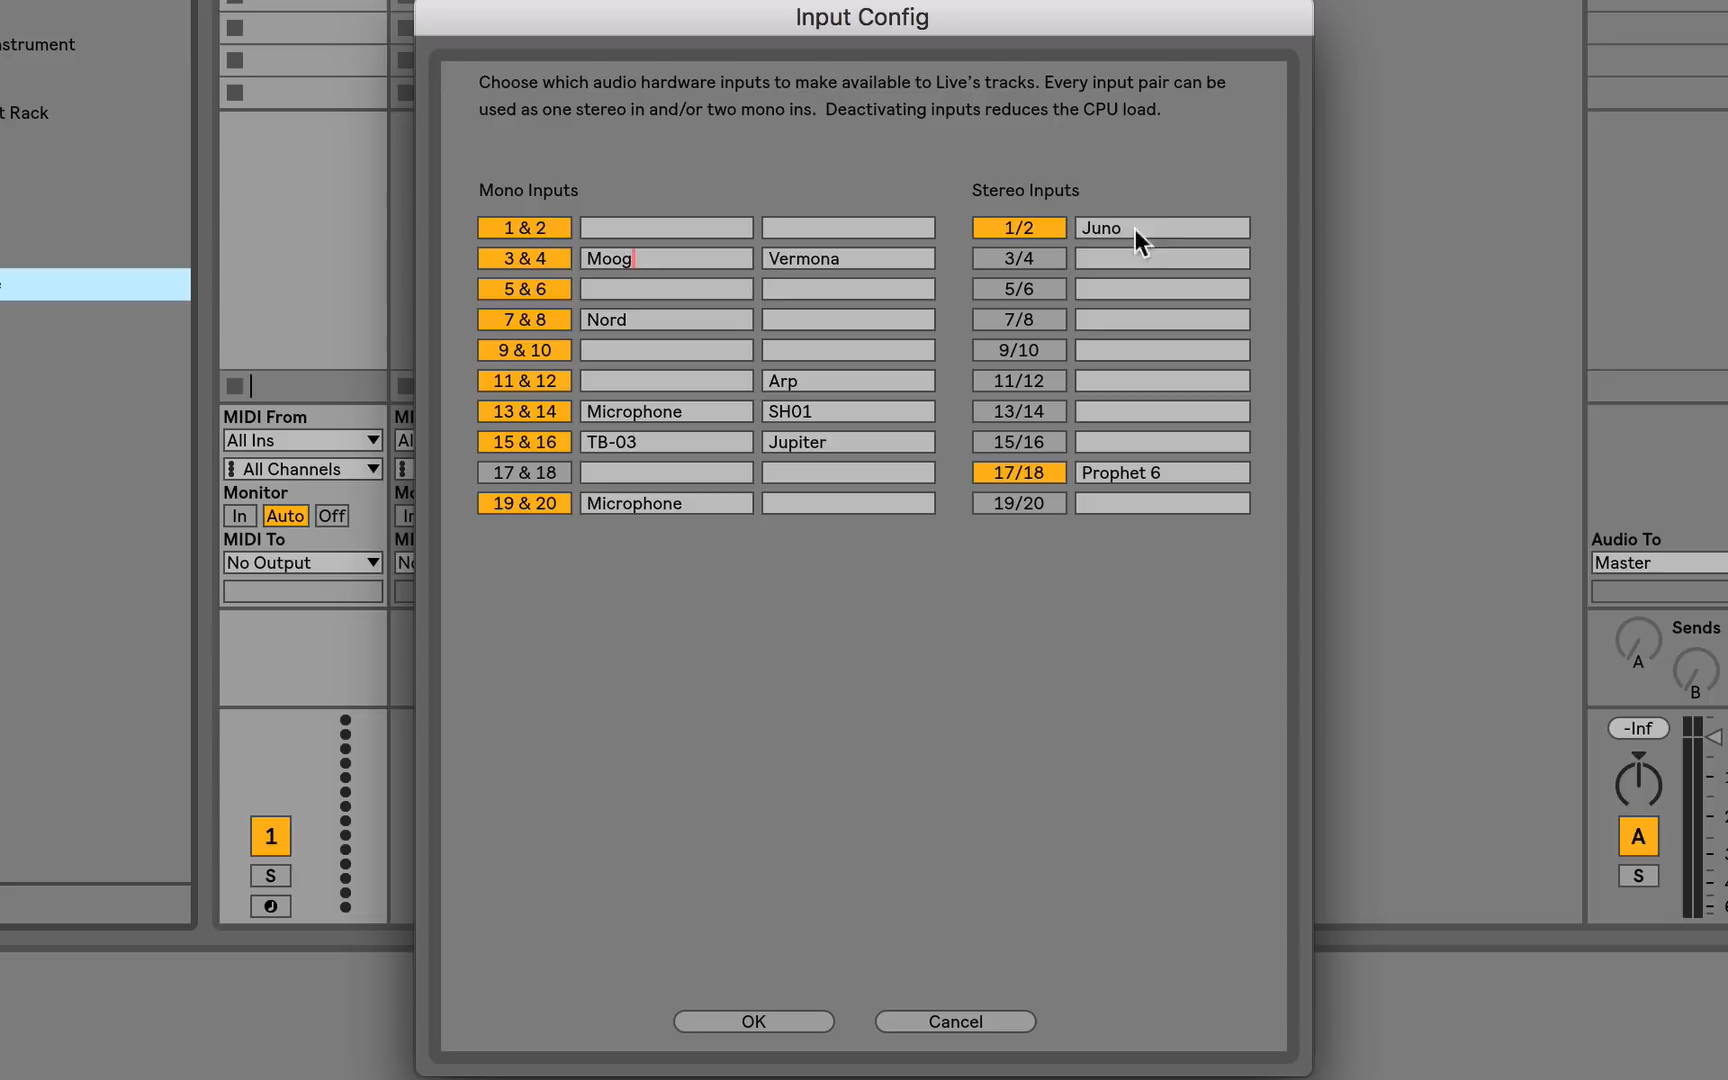 Input Config
nstrument
t Rack
Choose which audio hardware inputs to make available to Live's tracks. Every input pair can be
used as one stereo in and/or two mono ins.  Deactivating inputs reduces the CPU load.
Mono Inputs
Stereo Inputs
1 & 2
1/2 Juno
3 & 4 Moog Vermona
3/4
5 & 6
5/6
7 & 8 Nord
7/8
9 & 10
9/10
11 & 12 Arp
11/12
13 & 14 Microphone SH01
13/14
15 & 16 TB-03 Jupiter
15/16
17 & 18
17/18 Prophet 6
19 & 20 Microphone
19/20
OK Cancel
MIDI From
All Ins
All Channels
Monitor
In Auto Off
MIDI To
No Output
1
S
Audio To
Master
Sends
A
B
-Inf
A
S